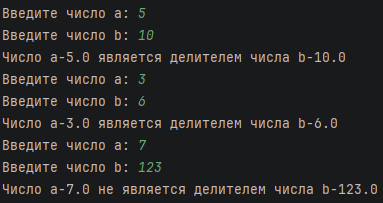 Введите число a: 5
Введите число b: 10
Число a-5.0 является делителем числа b-10.0
Введите число a: 3
Введите число b: 6
Число a-3.0 является делителем числа b-6.0
Введите число a: 7
Введите число b: 123
Число a-7.0 не является делителем числа b-123.0